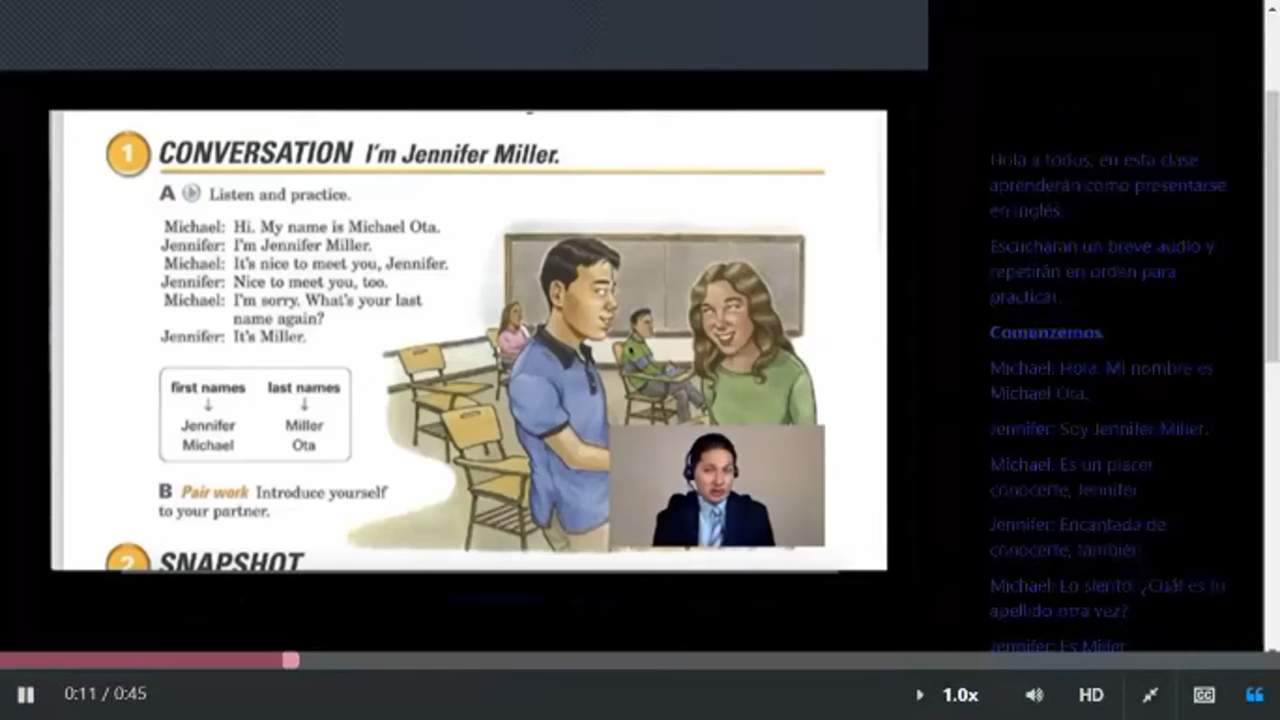 1 CONVERSATION I'm Jennifer Miller.
A Listen and practice.
Michael: Hi. My name is Michael Ota.
Jennifer: I'm Jennifer Miller.
Michael: It's nice to meet you, Jennifer.
Jennifer: Nice to meet you, too.
Michael: I'm sorry. What's your last
name again?
Jennifer: It's Miller.
first names last names
Jennifer Miller
Michael Ota
B Pair work Introduce yourself
to your partner.
2 SNAPSHOT
Hola a todos, en esta clase
aprenderán como presentarse
en inglés.
Escucharán un breve audio y
repetirán en orden para
practicar.
Comenzemos
Michael: Hola. Mi nombre es
Michael Ota.
Jennifer: Soy Jennifer Miller.
Michael: Es un placer
conocerte, Jennifer
Jennifer: Encantada de
conocerte, también
Michael: Lo siento. ¿Cuál es tu
apellido otra vez?
Jennifer: Es Miller
0:11 / 0:45
1.0x
HD
CC